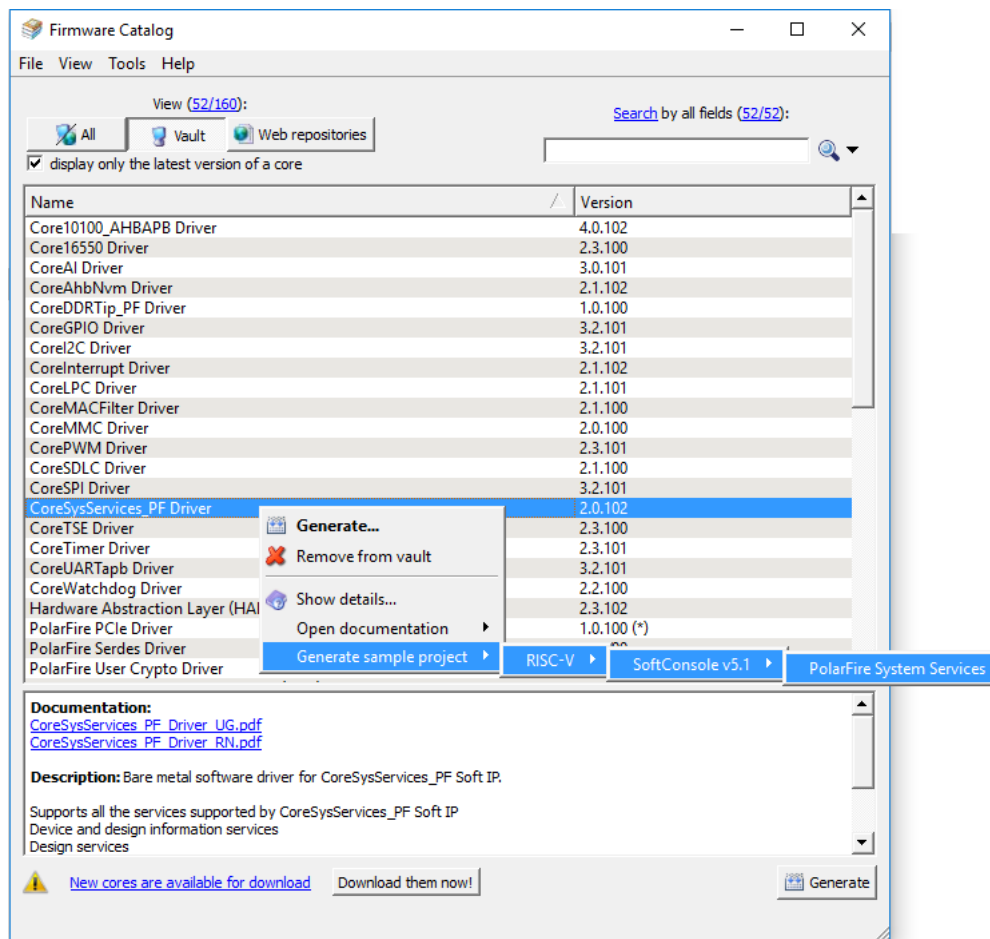 Firmware Catalog
File View Tools Help
View (52/160):
Search by all fields (52/52):
All Vault Web repositories
display only the latest version of a core
Name Version
Core10100_AHBAPB Driver 4.0.102
Core16550 Driver 2.3.100
CoreAI Driver 3.0.101
CoreAhbNvm Driver 2.1.102
CoreDDRTip_PF Driver 1.0.100
CoreGPIO Driver 3.2.101
CoreI2C Driver 3.2.101
CoreInterrupt Driver 2.1.102
CoreLPC Driver 2.1.101
CoreMACFilter Driver 2.1.100
CoreMMC Driver 2.0.100
CorePWM Driver 2.3.101
CoreSDLC Driver 2.1.100
CoreSPI Driver 3.2.101
CoreSysServices_PF Driver 2.0.102
CoreTSE Driver 2.3.100
CoreTimer Driver 2.3.101
CoreUARTapb Driver 3.2.101
CoreWatchdog Driver 2.2.100
Hardware Abstraction Layer (HAL 2.3.102
PolarFire PCIe Driver 1.0.100 (*)
PolarFire Serdes Driver
PolarFire User Crypto Driver
Generate...
Remove from vault
Show details...
Open documentation
Generate sample project RISC-V SoftConsole v5.1 PolarFire System Services
Documentation:
CoreSysServices_PF_Driver_UG.pdf
CoreSysServices_PF_Driver_RN.pdf
Description: Bare metal software driver for CoreSysServices_PF Soft IP.
Supports all the services supported by CoreSysServices_PF Soft IP
Device and design information services
Design services
New cores are available for download Download them now! Generate